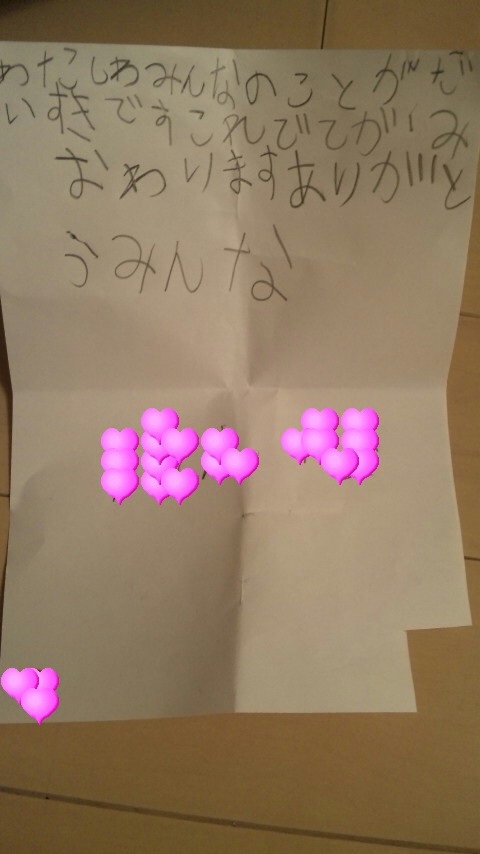 わたしわみんなのことがだ
いすきですこれでてがみ
おわりますありがと
うみんな